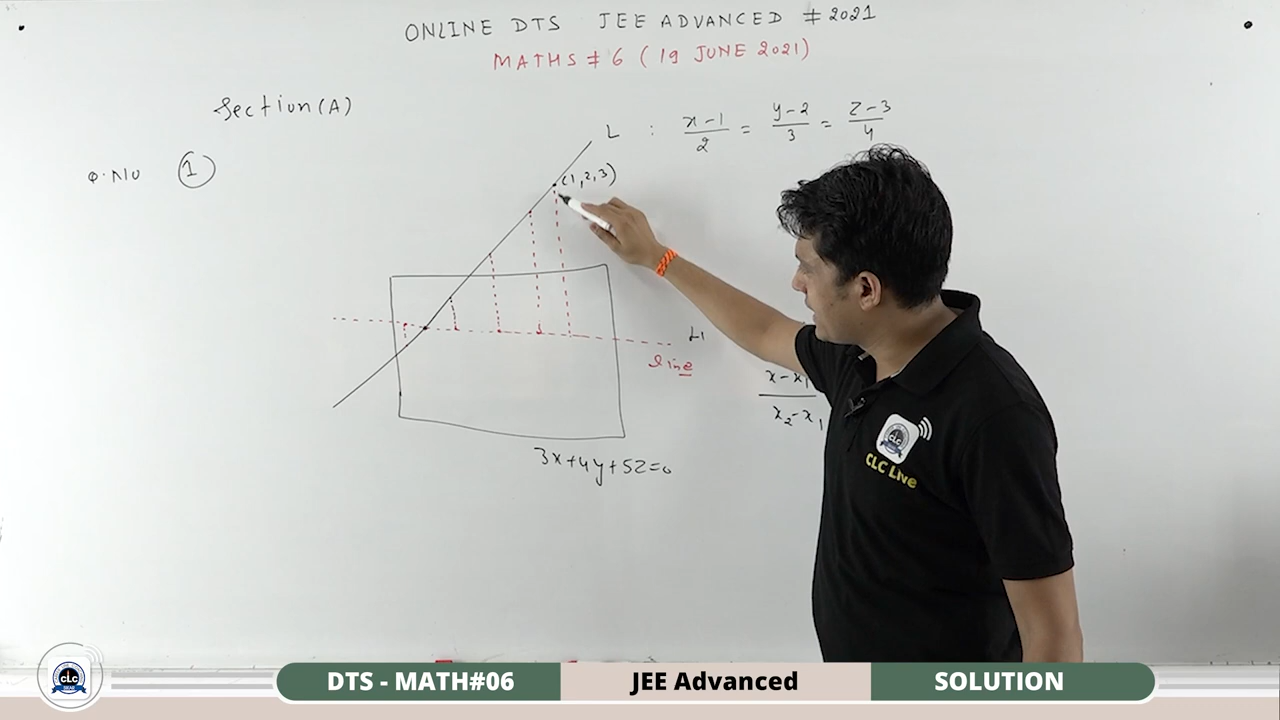 ONLINE DTS JEE ADVANCED # 2021
MATHS # 6 ( 19 JUNE 2021)
Section (A)
Q. NO 1
L : x-1/2 = y-2/3 = z-3/4
(1,2,3)
L1
line
x-x1/x2-x1
3x+4y+5z=0
CLC Live
CLC
DTS - MATH#06
JEE Advanced
SOLUTION